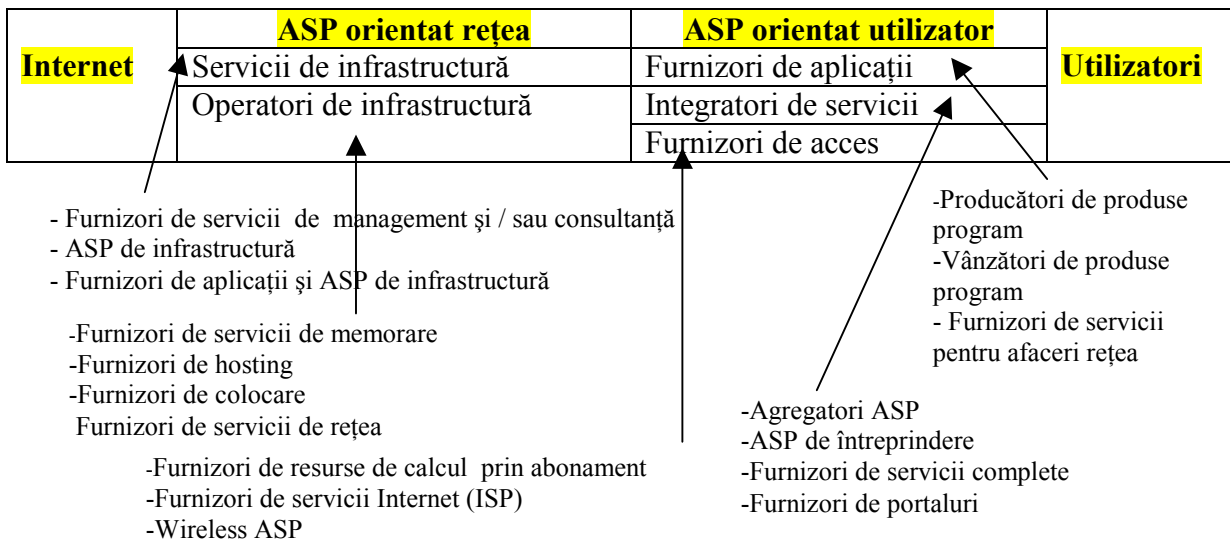 Internet
ASP orientat rețea
ASP orientat utilizator
Utilizatori
Servicii de infrastructură
Furnizori de aplicații
Operatori de infrastructură
Integratori de servicii
Furnizori de acces
- Furnizori de servicii de management şi / sau consultanță
- ASP de infrastructură
- Furnizori de aplicații şi ASP de infrastructură
-Furnizori de servicii de memorare
-Furnizori de hosting
-Furnizori de colocare
Furnizori de servicii de rețea
-Furnizori de resurse de calcul prin abonament
-Furnizori de servicii Internet (ISP)
-Wireless ASP
-Agregatori ASP
-ASP de întreprindere
-Furnizori de servicii complete
-Furnizori de portaluri
-Producători de produse
program
-Vânzători de produse
program
- Furnizori de servicii
pentru afaceri rețea